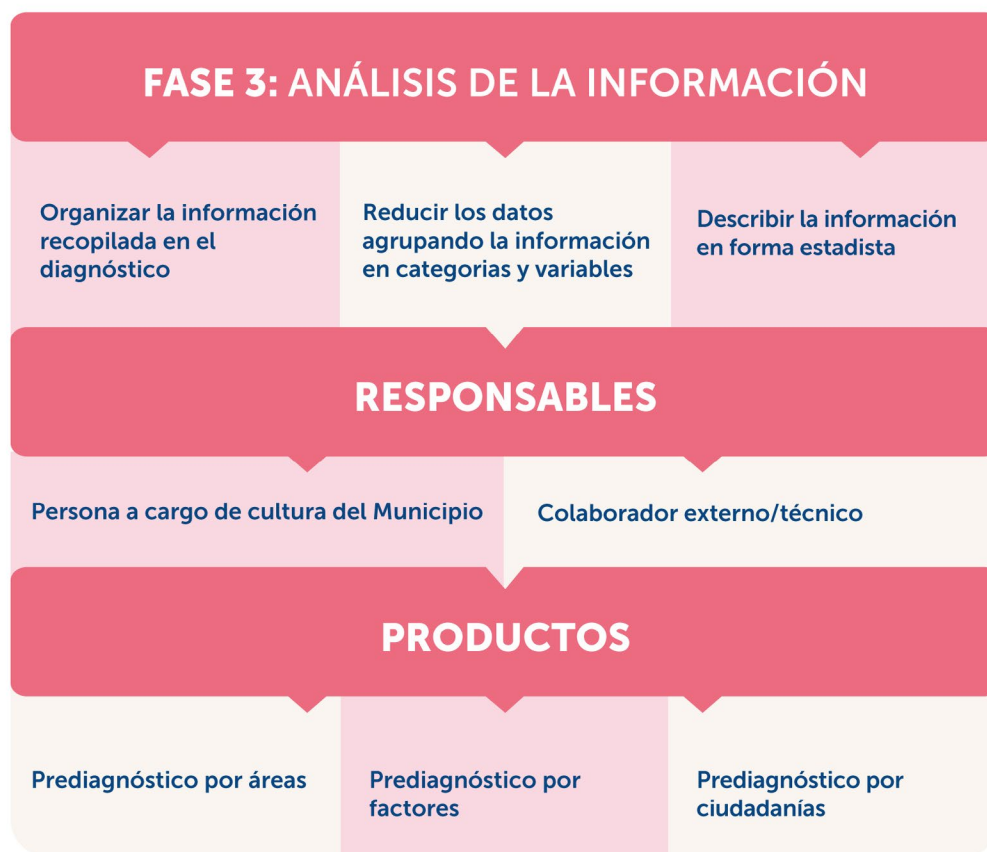 FASE 3: ANÁLISIS DE LA INFORMACIÓN
Organizar la información
recopilada en el
diagnóstico
Reducir los datos
agrupando la información
en categorias y variables
Describir la información
en forma estadista
RESPONSABLES
Persona a cargo de cultura del Municipio
Colaborador externo/técnico
PRODUCTOS
Prediagnóstico por áreas
Prediagnóstico por
factores
Prediagnóstico por
ciudadanías